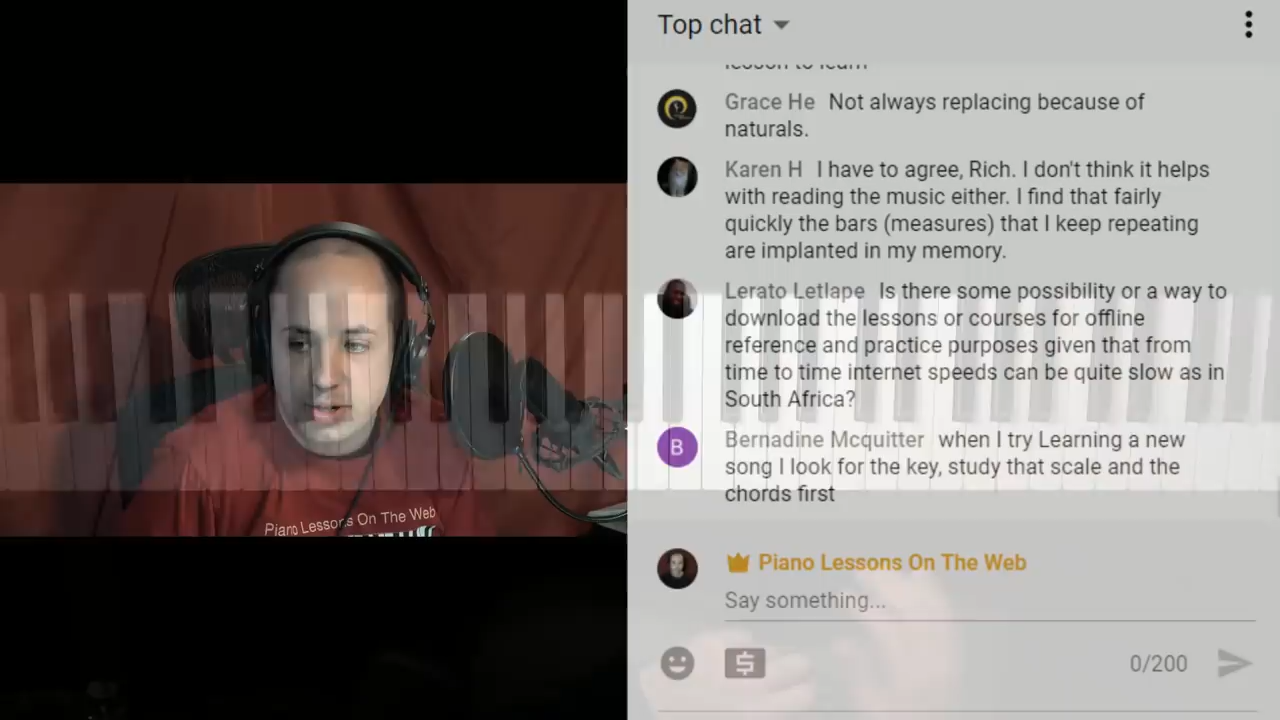 Top chat
lesson to learn
Grace He Not always replacing because of
naturals.
Karen H I have to agree, Rich. I don't think it helps
with reading the music either. I find that fairly
quickly the bars (measures) that I keep repeating
are implanted in my memory.
Lerato Letlape Is there some possibility or a way to
download the lessons or courses for offline
reference and practice purposes given that from
time to time internet speeds can be quite slow as in
South Africa?
B
Bernadine Mcquitter when I try Learning a new
song I look for the key, study that scale and the
chords first
Piano Lessons On The Web
Piano Lessons On The Web
Say something...
$
0/200